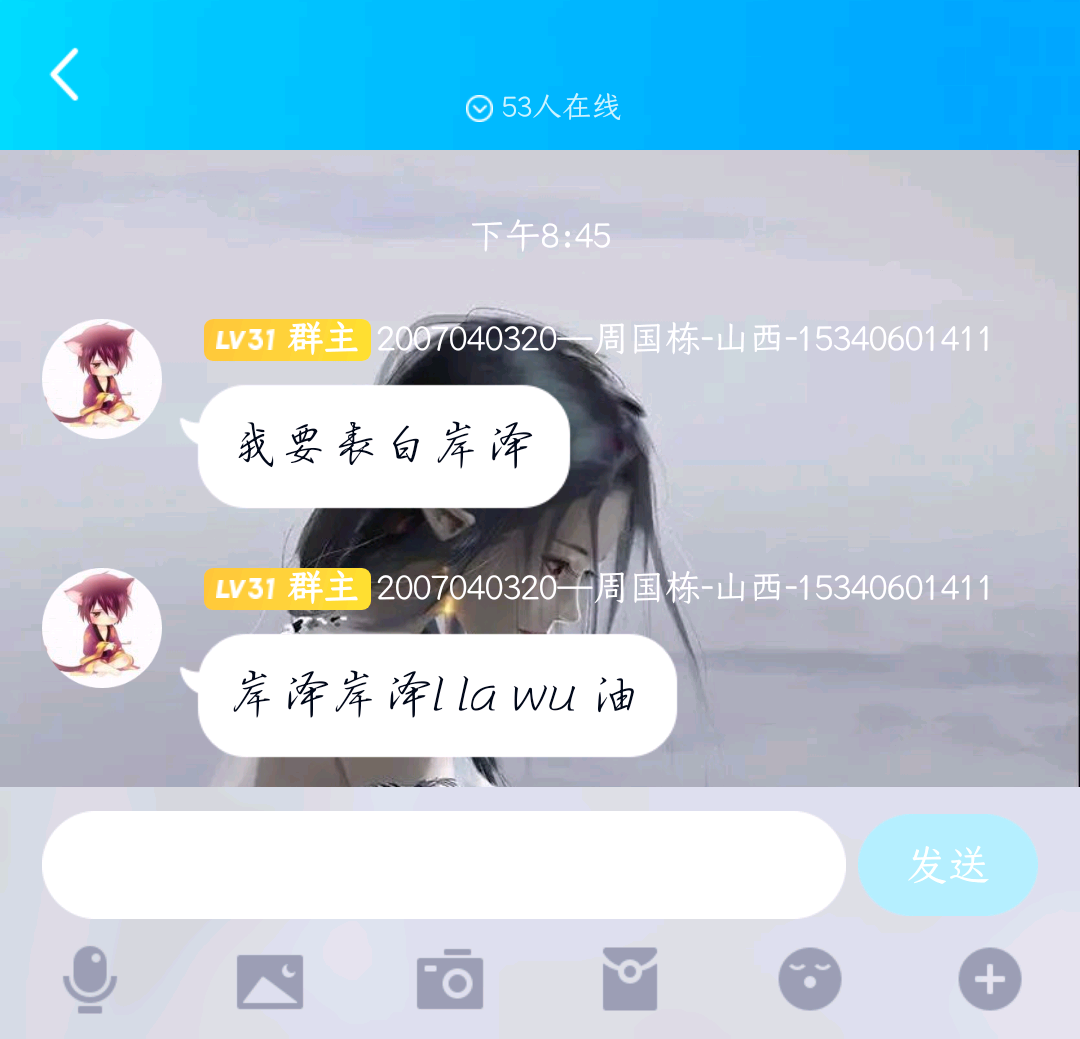 53人在线
下午8:45
LV31 群主 2007040320—周国栋-山西-15340601411
我要表白岸泽
LV31 群主 2007040320—周国栋-山西-15340601411
岸泽岸泽l la wu 油
发送